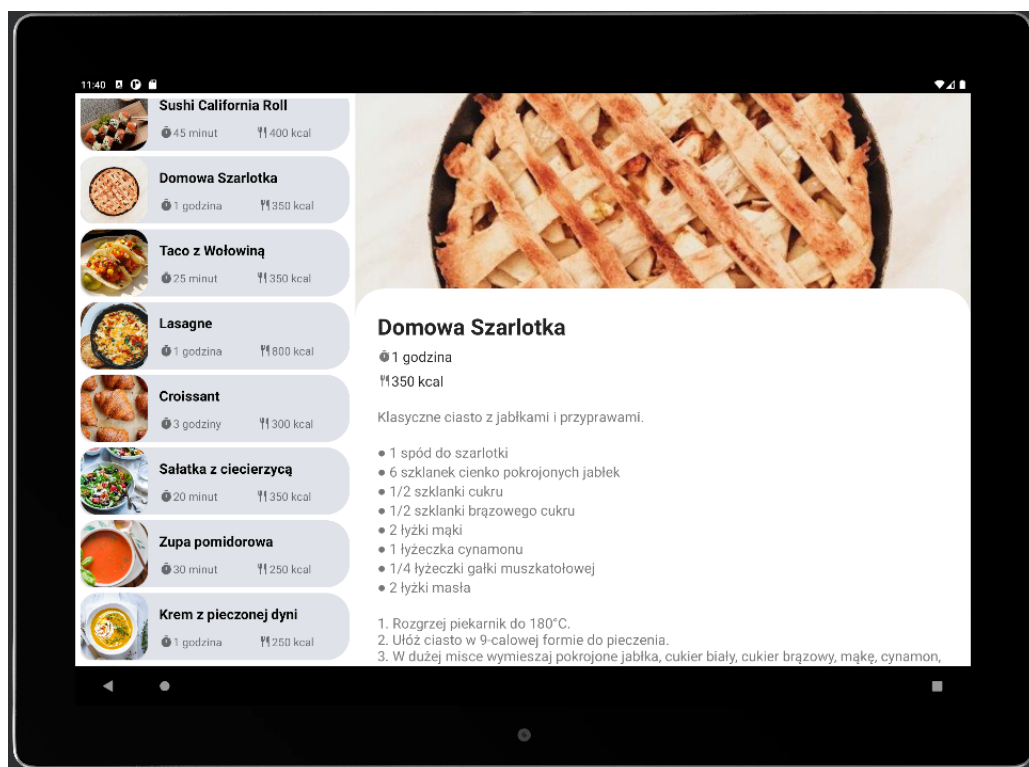 11:40
Sushi California Roll
45 minut 400 kcal
Domowa Szarlotka
1 godzina 350 kcal
Taco z Wołowiną
25 minut 350 kcal
Lasagne
1 godzina 800 kcal
Croissant
3 godziny 300 kcal
Sałatka z ciecierzycą
20 minut 350 kcal
Zupa pomidorowa
30 minut 250 kcal
Krem z pieczonej dyni
1 godzina 250 kcal
Domowa Szarlotka
1 godzina
350 kcal
Klasyczne ciasto z jabłkami i przyprawami.
● 1 spód do szarlotki
● 6 szklanek cienko pokrojonych jabłek
● 1/2 szklanki cukru
● 1/2 szklanki brązowego cukru
● 2 łyżki mąki
● 1 łyżeczka cynamonu
● 1/4 łyżeczki gałki muszkatołowej
● 2 łyżki masła
1. Rozgrzej piekarnik do 180°C.
2. Ułóż ciasto w 9-calowej formie do pieczenia.
3. W dużej misce wymieszaj pokrojone jabłka, cukier biały, cukier brązowy, mąkę, cynamon,